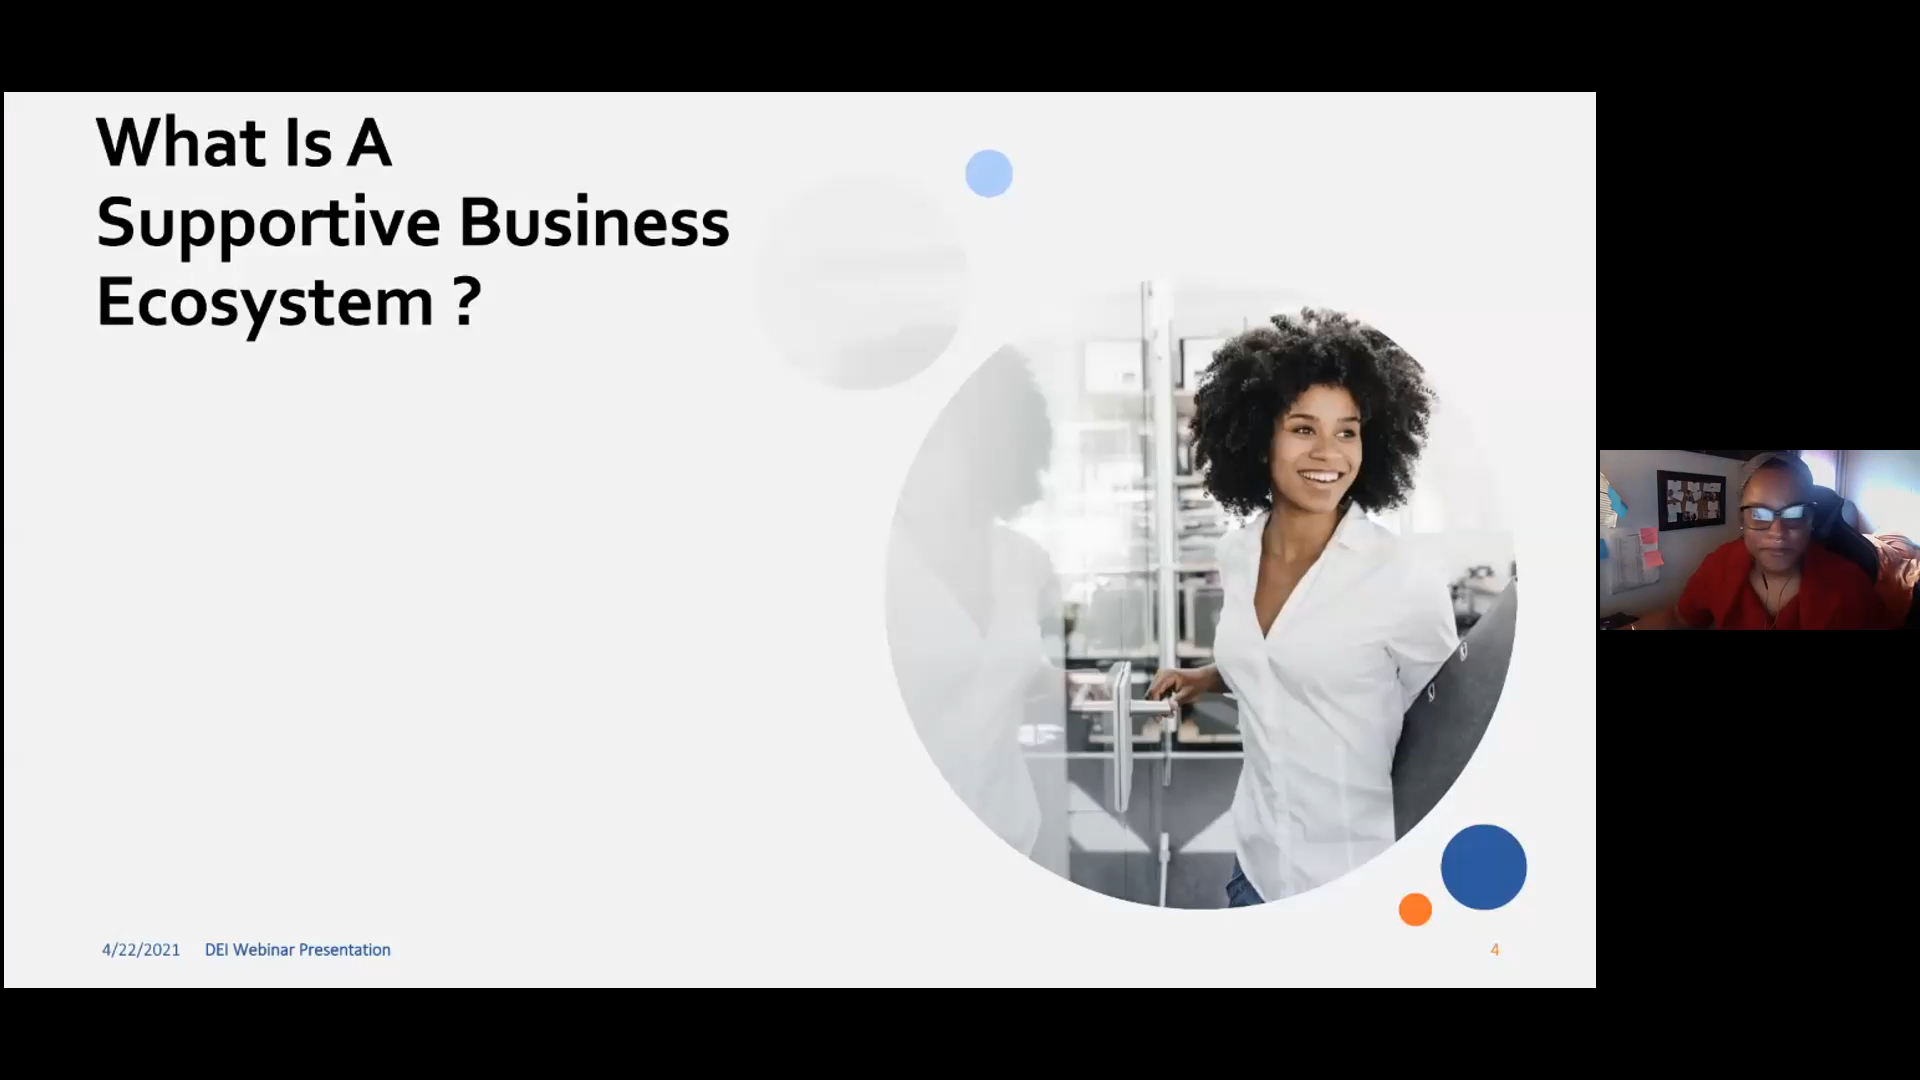 What Is A
Supportive Business
Ecosystem ?
4/22/2021 DEI Webinar Presentation
4